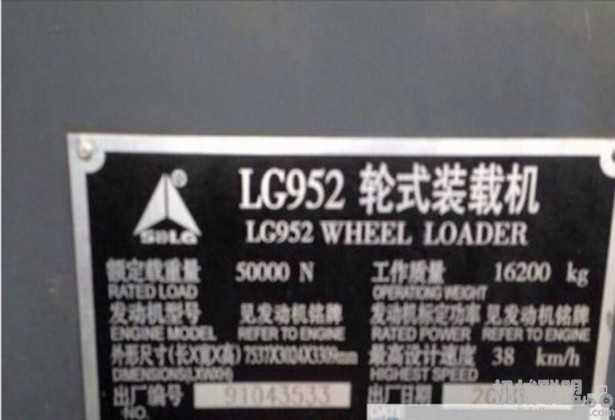 LG952 轮式装载机
SDLG
LG952 WHEEL LOADER
额定载重量 50000 N 工作质量 16200 kg
RATED LOAD OPERATIONG WEIGHT
发动机型号 见发动机铭牌 发动机标定功率 见发动机铭牌
ENGINE MODEL REFER TO ENGINE RATED POWER REFER TO ENGINE
外形尺寸(长X宽X高) 7537X3024X3309mm 最高设计速度 38 km/h
DIMENSIONS(LXWXH) HIGHEST SPEED
出厂编号 91043533 出厂日期
NO. DATE